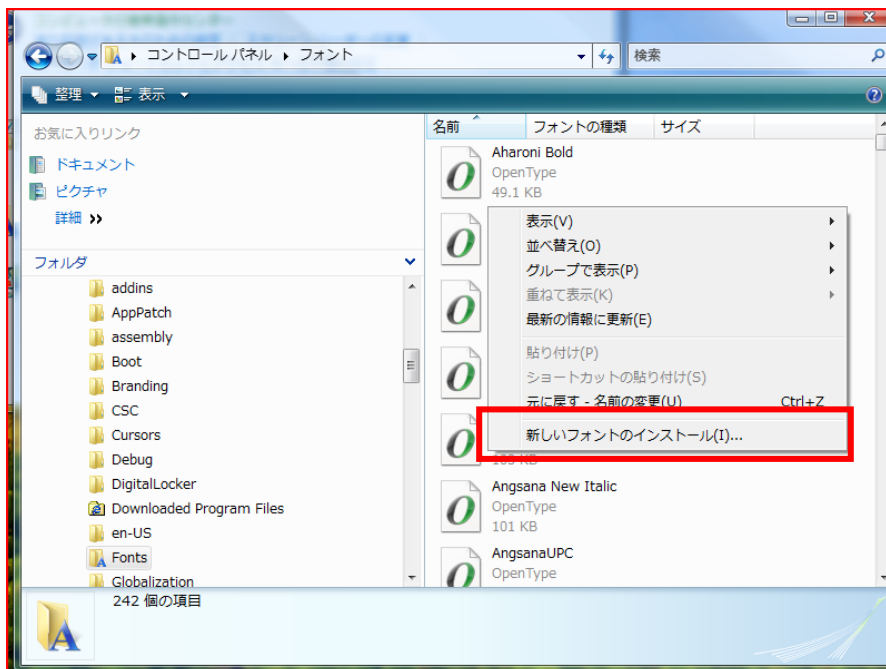 コントロール パネル ▸ フォント
検索
整理 表示
お気に入りリンク
ドキュメント
ピクチャ
詳細 »
フォルダ
addins
AppPatch
assembly
Boot
Branding
CSC
Cursors
Debug
DigitalLocker
Downloaded Program Files
en-US
Fonts
Globalization
名前 フォントの種類 サイズ
Aharoni Bold
OpenType
49.1 KB
表示(V)
並べ替え(O)
グループで表示(P)
重ねて表示(K)
最新の情報に更新(E)
貼り付け(P)
ショートカットの貼り付け(S)
元に戻す - 名前の変更(U) Ctrl+Z
新しいフォントのインストール(I)...
KB
Angsana New Italic
OpenType
101 KB
AngsanaUPC
OpenType
242 個の項目